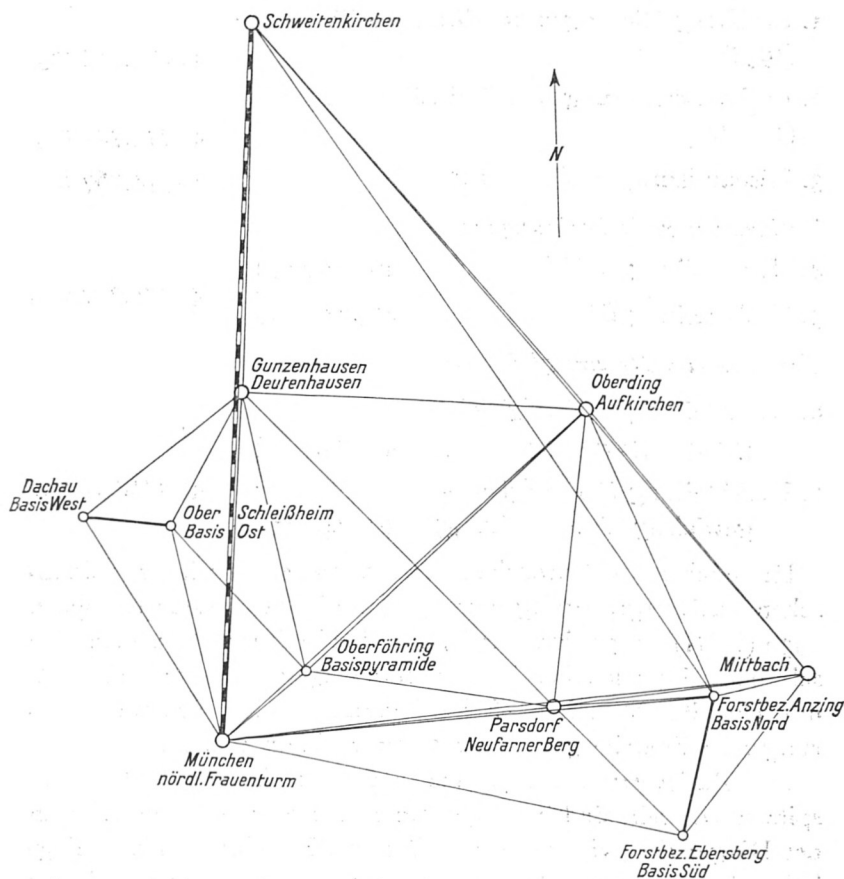 Schweitenkirchen
N
Gunzenhausen
Deutenhausen
Oberding
Aufkirchen
Dachau
Basis West
Ober Schleißheim
Basis Ost
Oberföhring
Basispyramide
Mittbach
Forstbez. Anzing
Basis Nord
Parsdorf
Neufarner Berg
München
nördl. Frauenturm
Forstbez. Ebersberg
Basis Süd